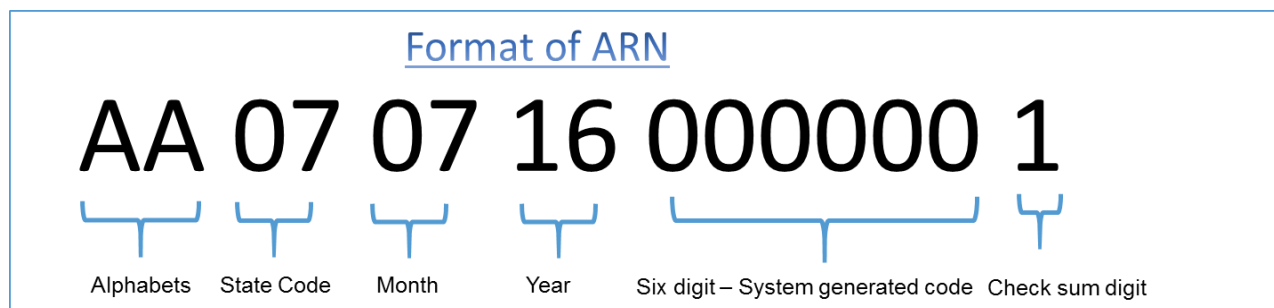 Format of ARN
AA 07 07 16 000000 1
Alphabets State Code Month Year Six digit – System generated code Check sum digit